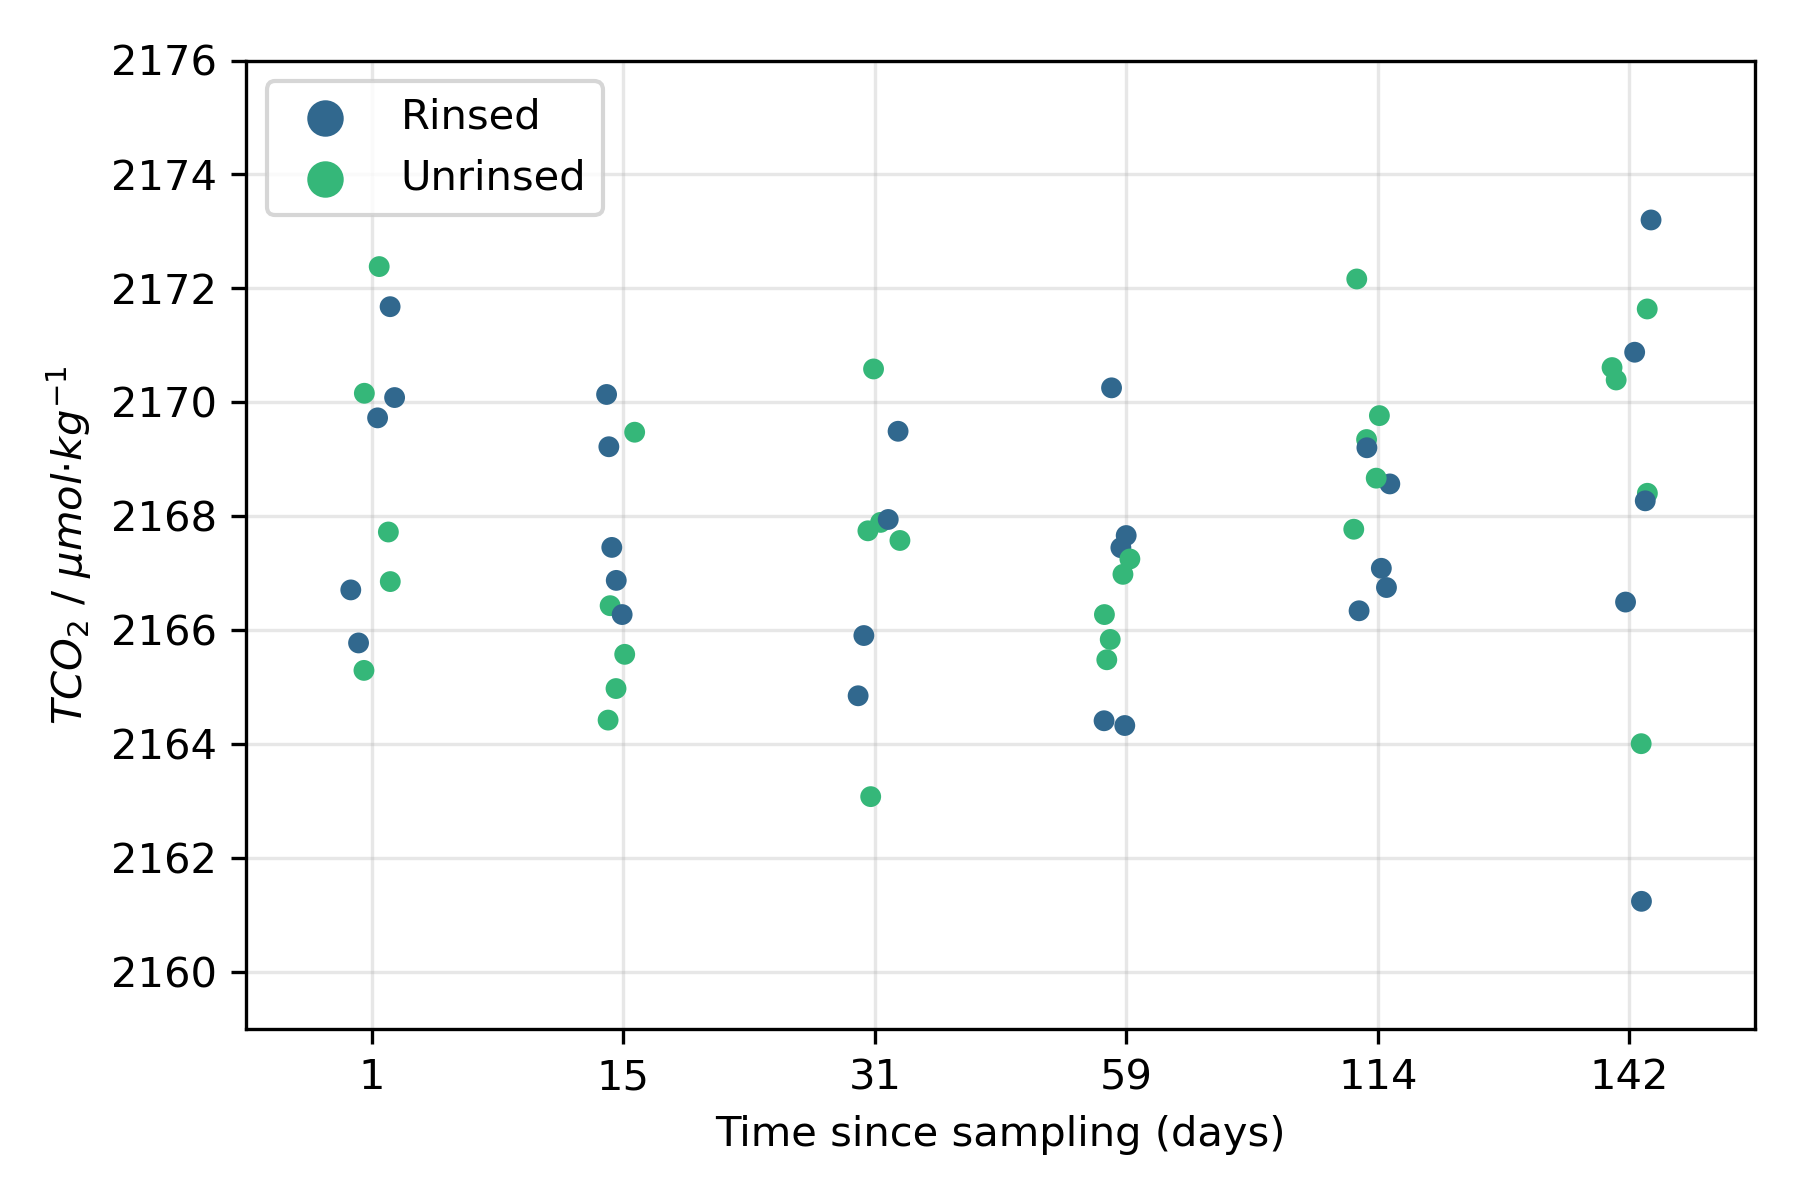 2176
2174
2172
2170
2168
2166
2164
2162
2160
TCO₂ / μmol·kg⁻¹
Rinsed
Unrinsed
1 15 31 59 114 142
Time since sampling (days)